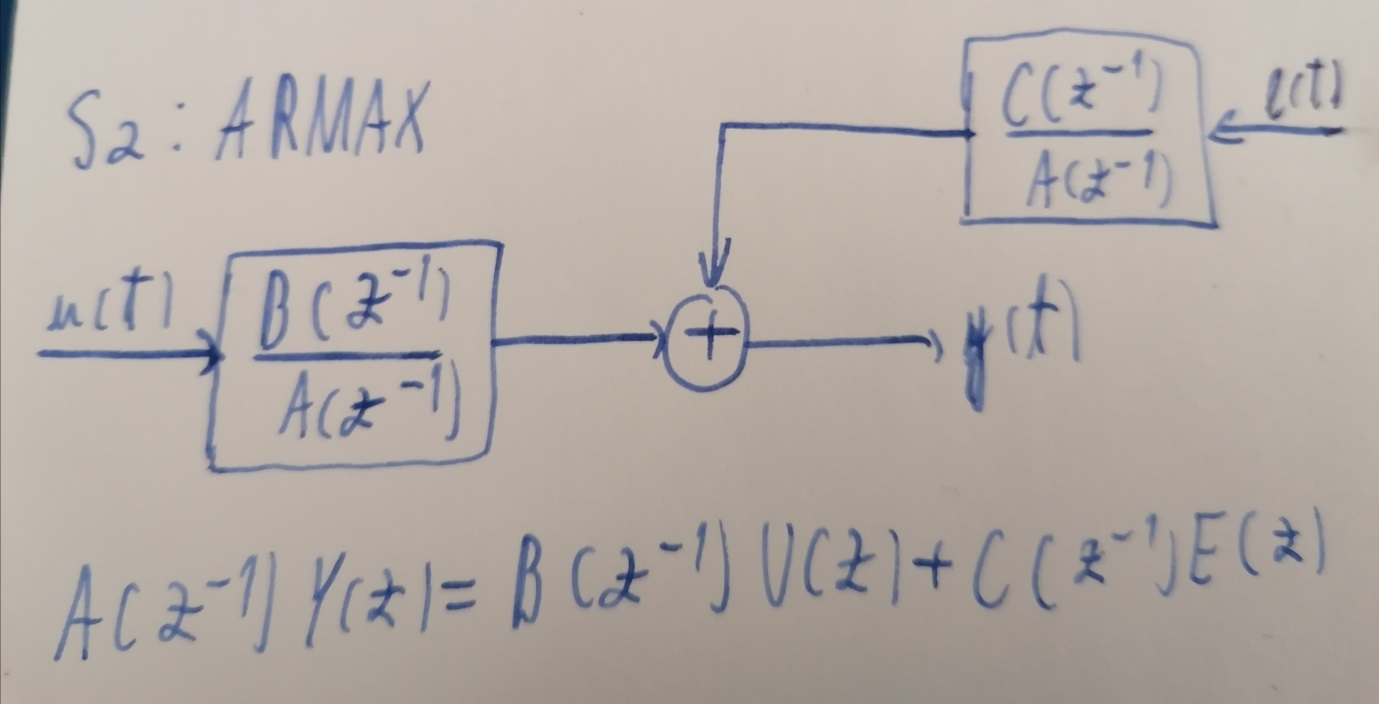 S2: ARMAX
C(z⁻¹)
A(z⁻¹)
e(t)
u(t)
B(z⁻¹)
A(z⁻¹)
+
y(t)
A(z⁻¹)Y(z)=B(z⁻¹)U(z)+C(z⁻¹)E(z)